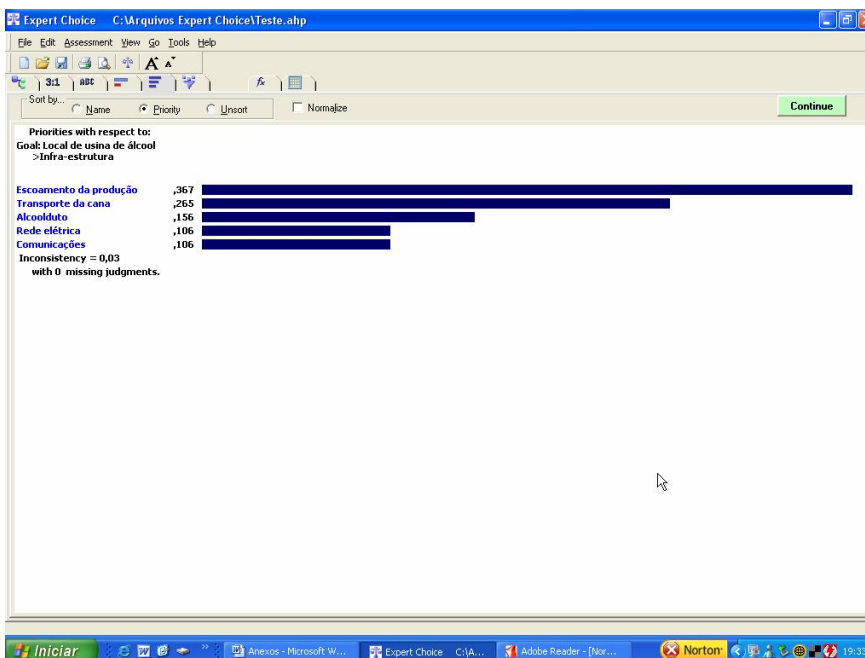 Expert Choice C:\Arquivos Expert Choice\Teste.ahp
File Edit Assessment View Go Tools Help
A A
3:1 ABC fx
Sort by... Name Priority Unsort Normalize Continue
Priorities with respect to:
Goal: Local de usina de álcool
>Infra-estrutura
Escoamento da produção ,367
Transporte da cana ,265
Alcoolduto ,156
Rede elétrica ,106
Comunicações ,106
Inconsistency = 0,03
with 0 missing judgments.
Iniciar Anexos - Microsoft W... Expert Choice C:\A... Adobe Reader - [Nor... Norton 19:33